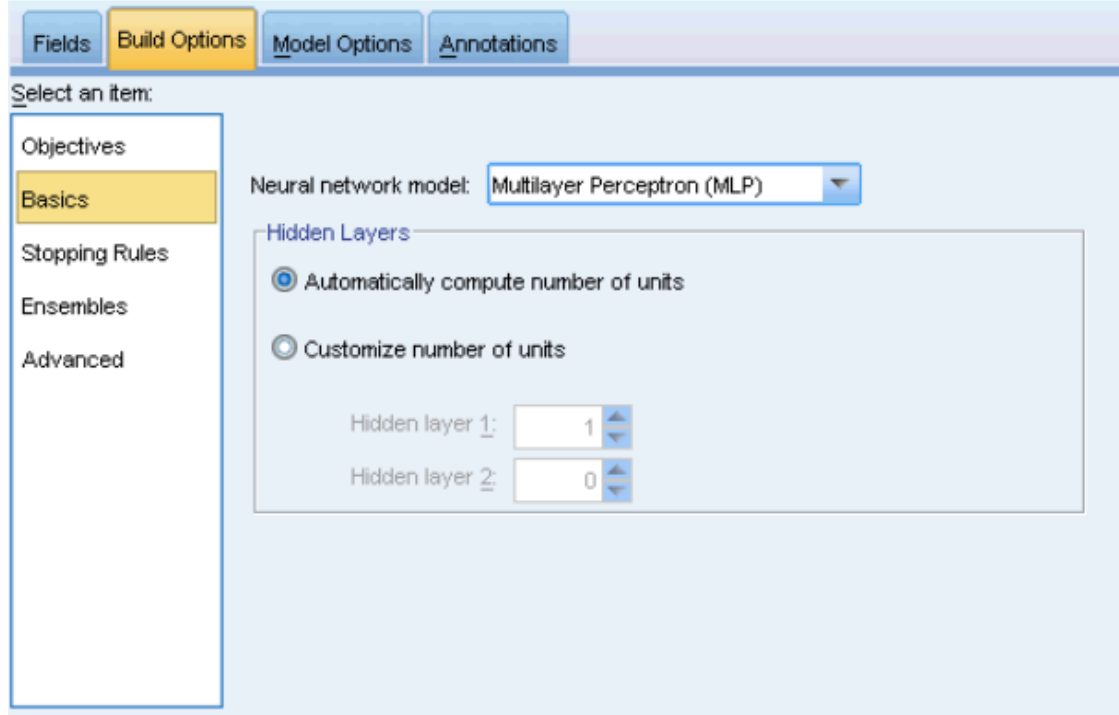 Fields Build Options Model Options Annotations
Select an item:
Objectives
Basics
Stopping Rules
Ensembles
Advanced
Neural network model: Multilayer Perceptron (MLP)
Hidden Layers
Automatically compute number of units
Customize number of units
Hidden layer 1: 1
Hidden layer 2: 0